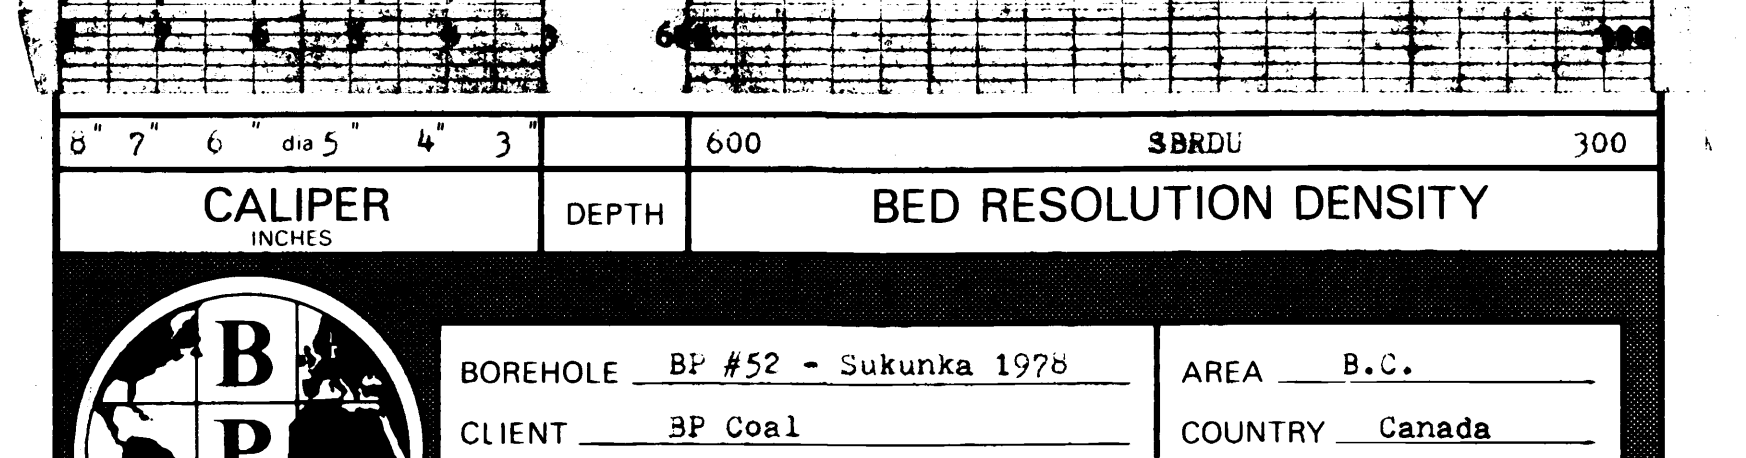 8" 7" 6" dia 5" 4" 3" 600 SBRDU 300
CALIPER
INCHES
DEPTH
BED RESOLUTION DENSITY
B
P
BOREHOLE BP #52 - Sukunka 1978
AREA B.C.
CLIENT BP Coal
COUNTRY Canada